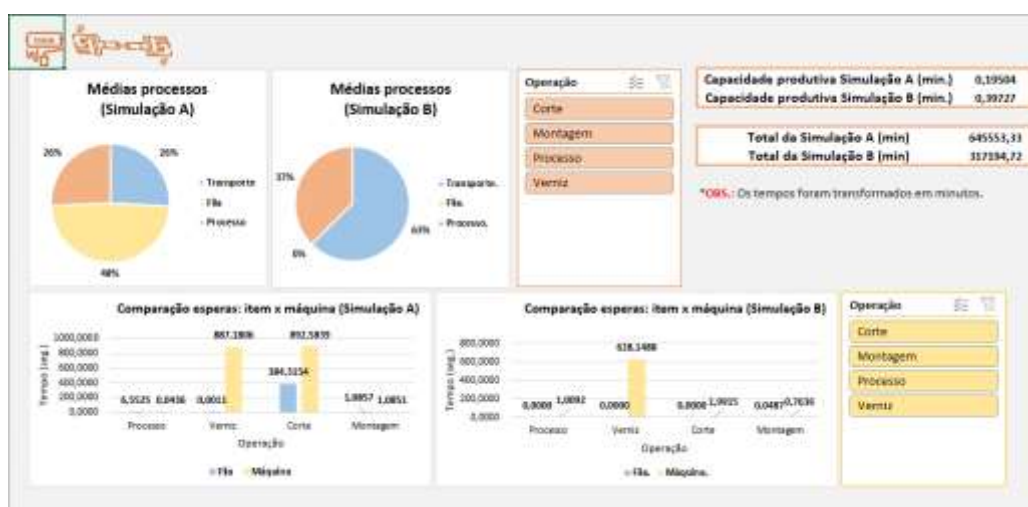 Médias processos
(Simulação A)
26%
26%
48%
Transporte
Fila
Processo
Médias processos
(Simulação B)
37%
0%
63%
Transporte.
Fila.
Processo.
Operação
Corte
Montagem
Processo
Verniz
Capacidade produtiva Simulação A (min.) 0,19504
Capacidade produtiva Simulação B (min.) 0,39727
Total da Simulação A (min) 645553,33
Total da Simulação B (min) 317194,72
*OBS.: Os tempos foram transformados em minutos.
Comparação esperas: item x máquina (Simulação A)
Tempo (seg.)
1000,0000
800,0000
600,0000
400,0000
200,0000
0,0000
6,5525 0,0436 0,0011 887,1806 384,5154 892,5839 1,0857 1,0851
Processo Verniz Corte Montagem
Operação
Fila Máquina
Comparação esperas: item x máquina (Simulação B)
Tempo (seg.)
800,0000
600,0000
400,0000
200,0000
0,0000
0,0000 1,0092 0,0000 628,1488 0,0000 1,9915 0,0487 0,7036
Processo Verniz Corte Montagem
Operação
Fila. Máquina.
Operação
Corte
Montagem
Processo
Verniz